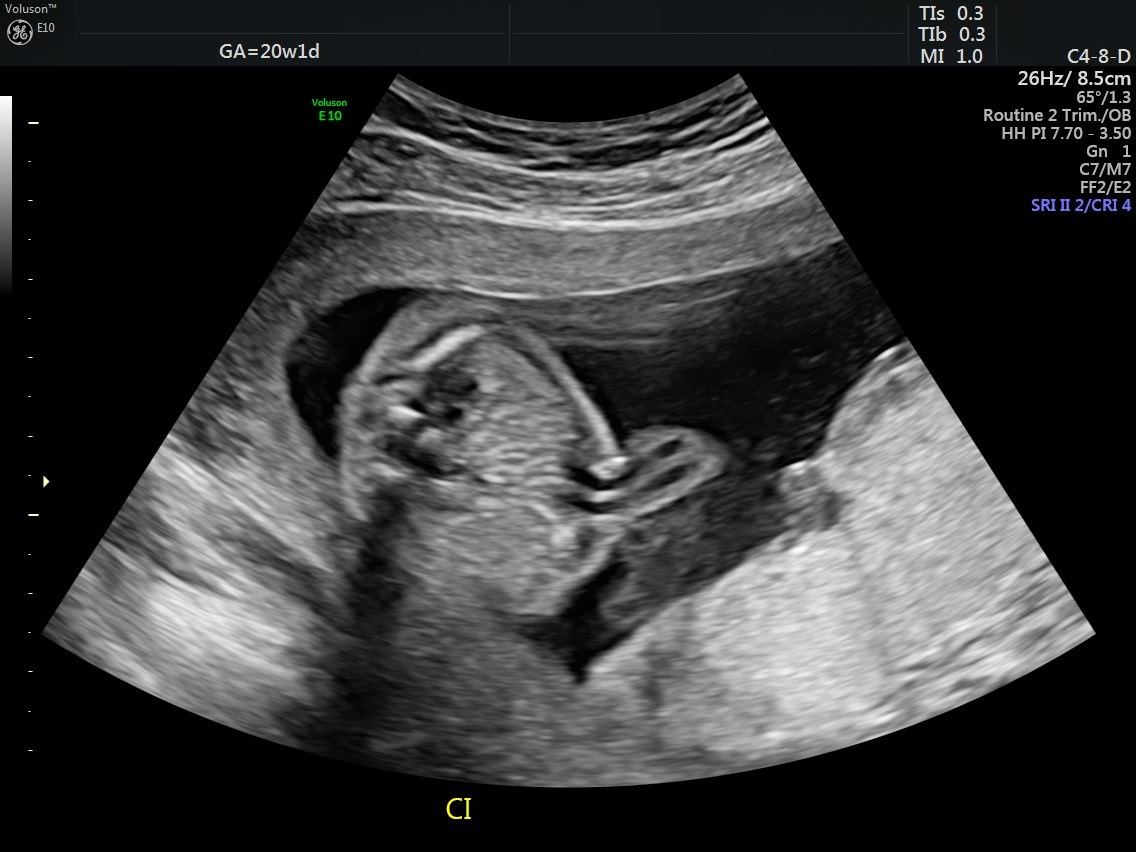 Voluson™
E10
GA=20w1d
TIs 0.3
TIb 0.3
MI 1.0
C4-8-D
26Hz/ 8.5cm
65°/1.3
Routine 2 Trim./OB
HH PI 7.70 - 3.50
Gn 1
C7/M7
FF2/E2
SRI II 2/CRI 4
Voluson
E10
CI